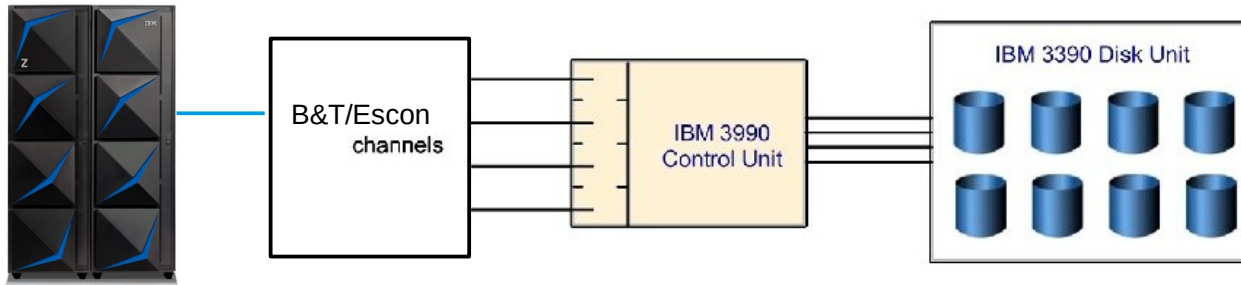 IBM
Z
B&T/Escon
channels
IBM 3990
Control Unit
IBM 3390 Disk Unit